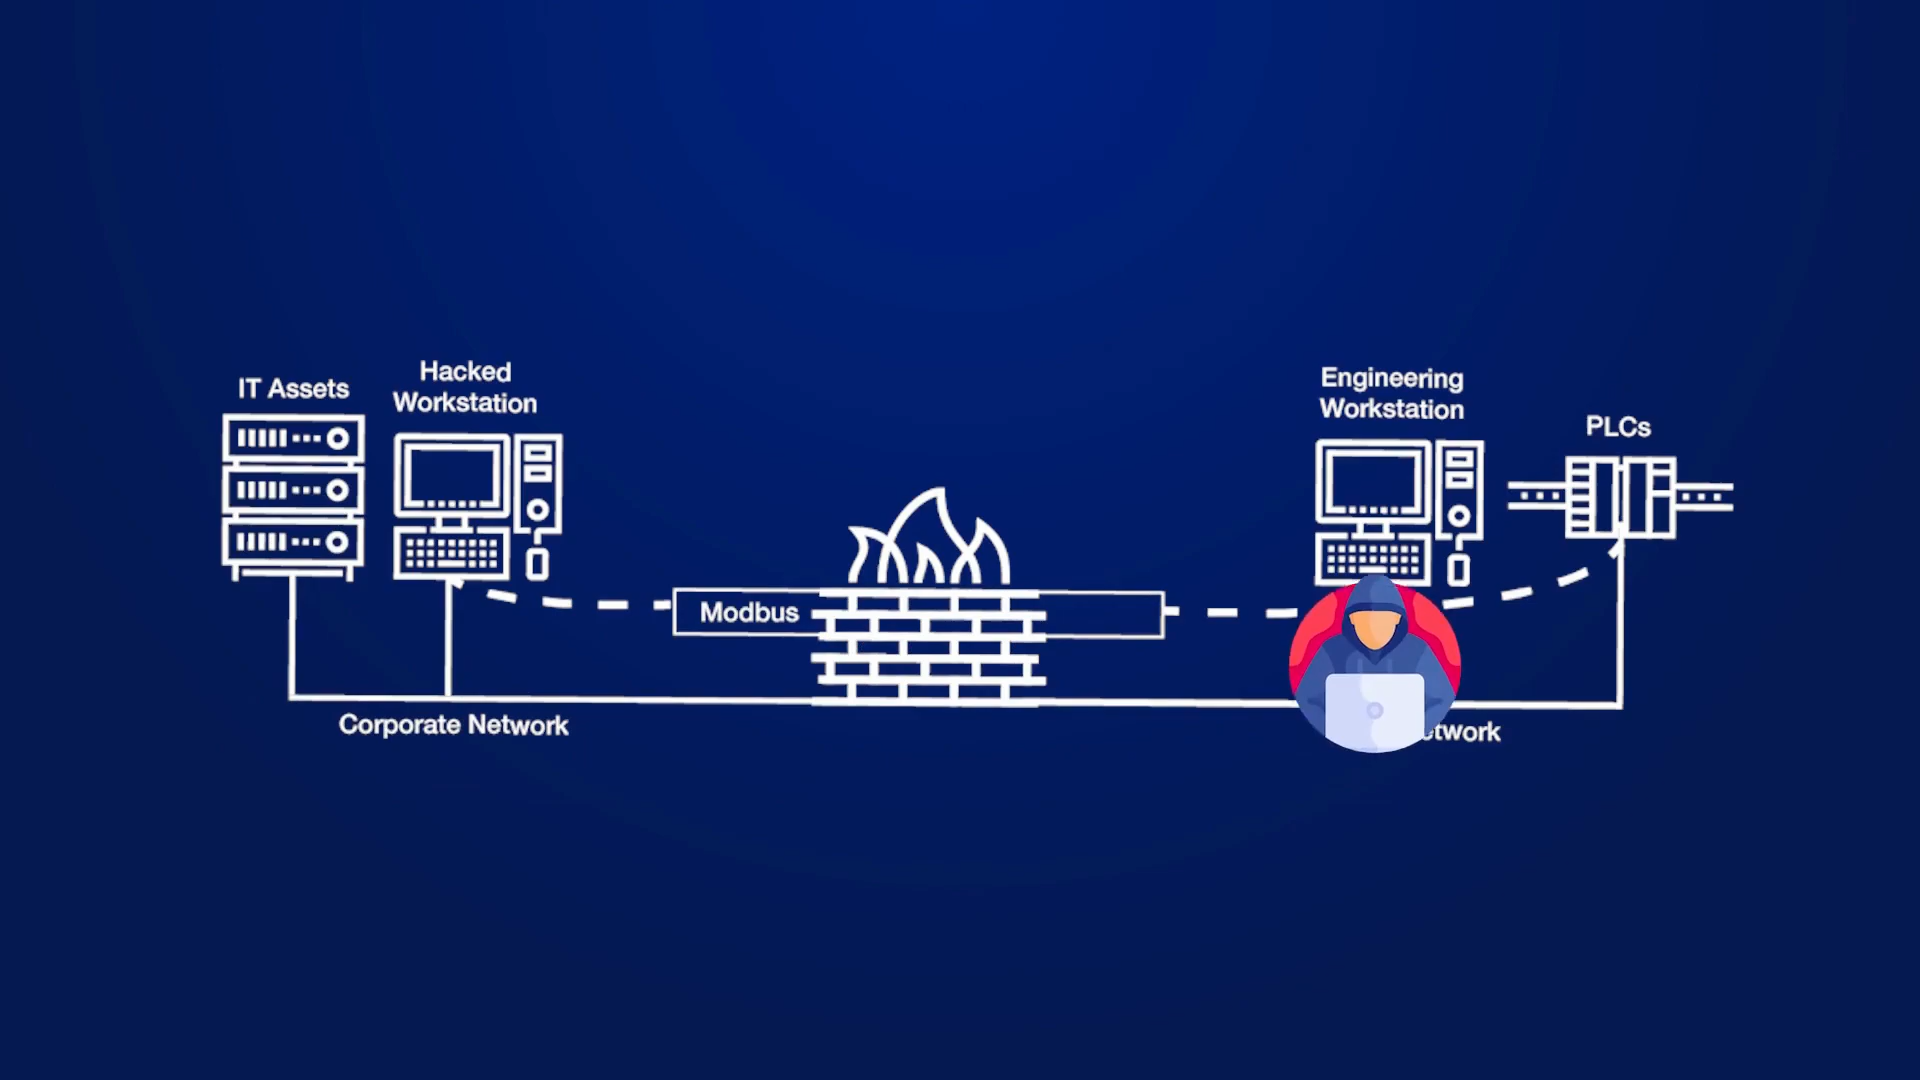 IT Assets
Hacked
Workstation
Engineering
Workstation
PLCs
Modbus
Corporate Network